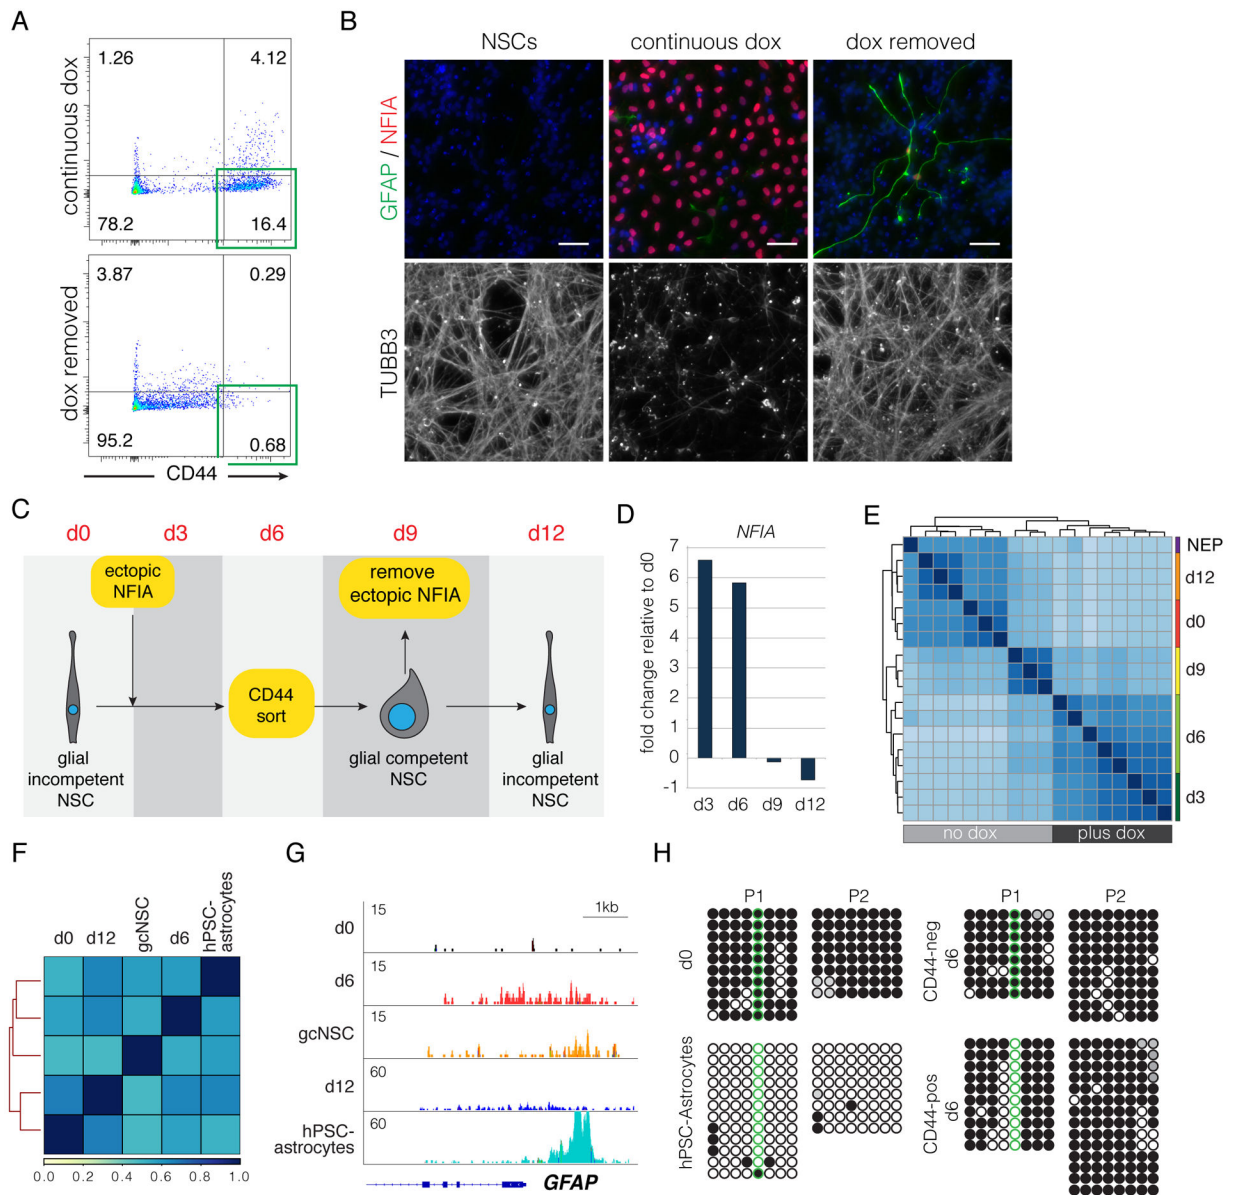 A
continuous dox
1.26
4.12
78.2
16.4
dox removed
3.87
0.29
95.2
0.68
CD44
B
NSCs
continuous dox
dox removed
GFAP / NFIA
TUBB3
C
d0
d3
d6
d9
d12
ectopic
NFIA
remove
ectopic NFIA
CD44
sort
glial
incompetent
NSC
glial competent
NSC
glial
incompetent
NSC
D
NFIA
fold change relative to d0
7
6
5
4
3
2
1
0
-1
d3
d6
d9
d12
E
NEP
d12
d0
d9
d6
d3
no dox
plus dox
F
d0
d12
gcNSC
d6
hPSC-
astrocytes
0.0
0.2
0.4
0.6
0.8
1.0
G
1kb
d0
15
d6
15
gcNSC
15
d12
60
hPSC-
astrocytes
60
GFAP
H
P1
P2
d0
hPSC-Astrocytes
P1
P2
CD44-neg
d6
CD44-pos
d6